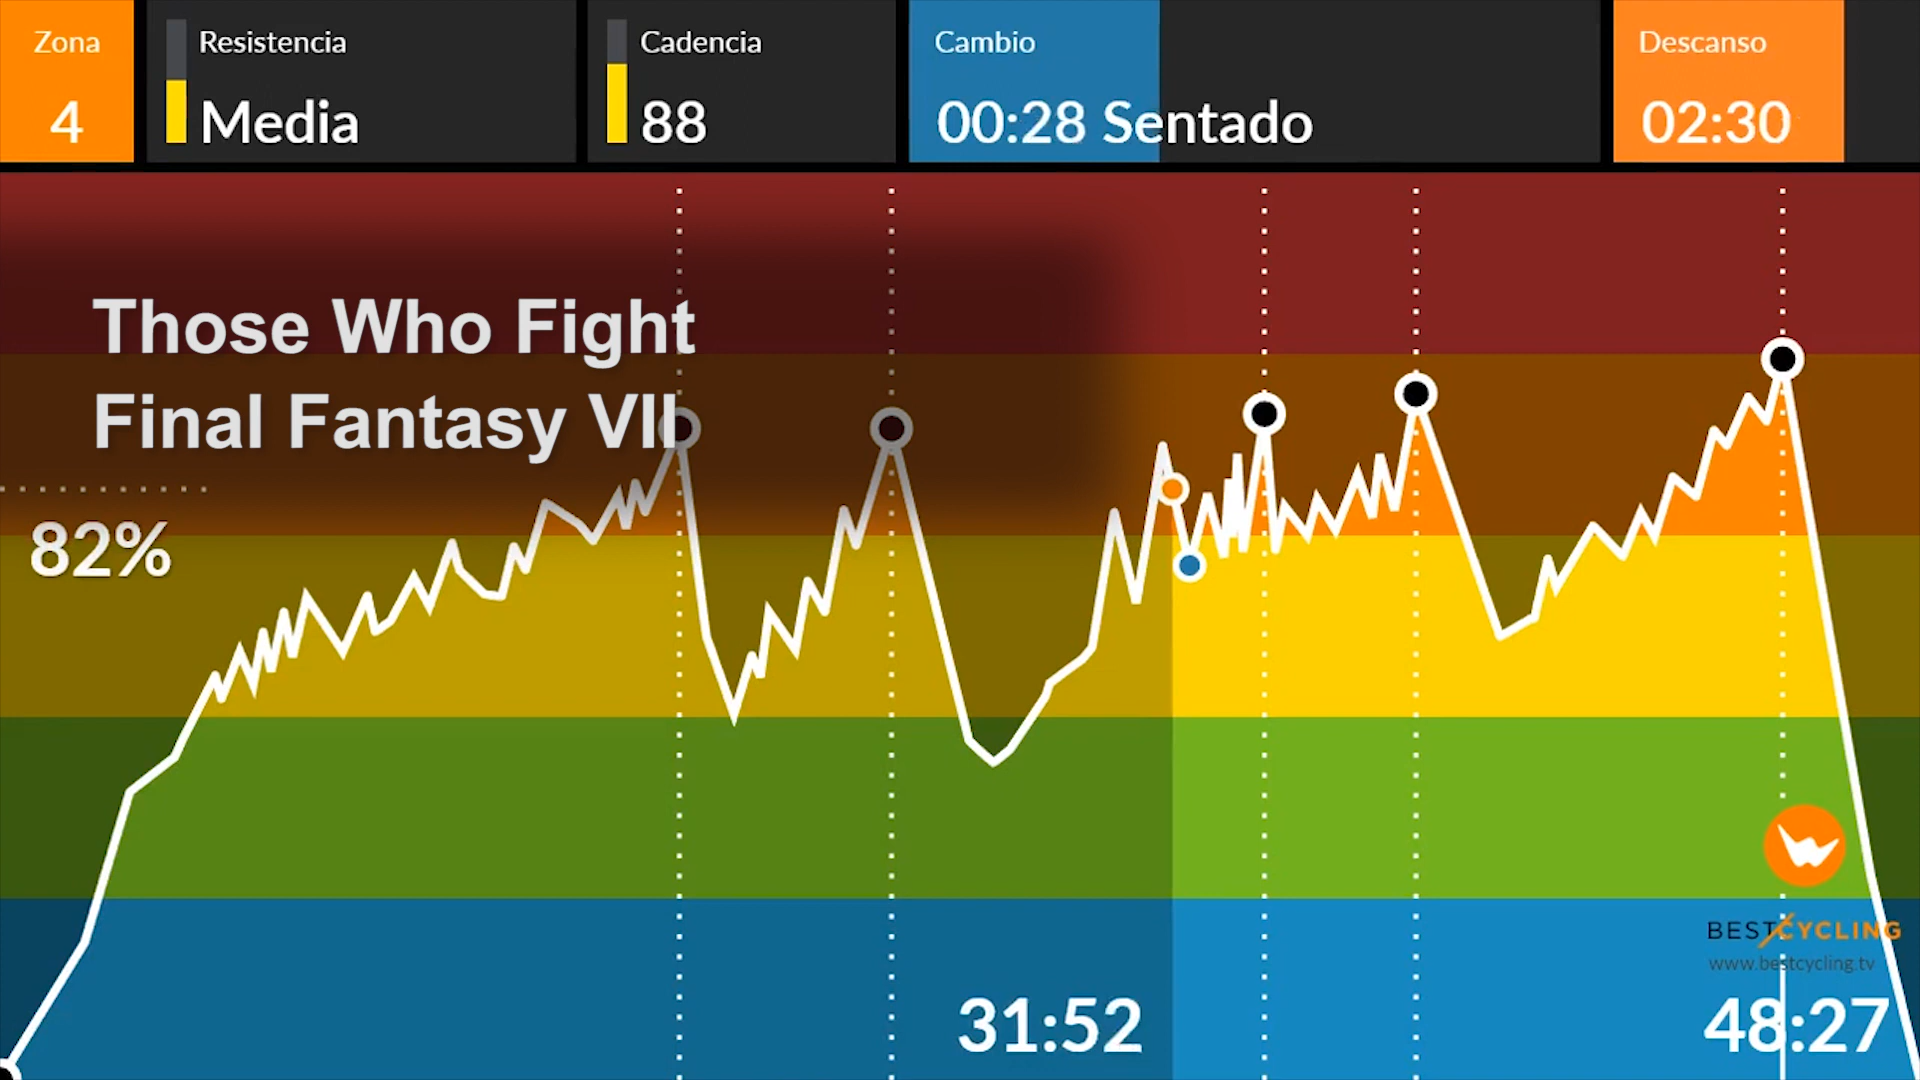 Zona
4
Resistencia
Media
Cadencia
88
Cambio
00:28 Sentado
Descanso
02:30
Those Who Fight
Final Fantasy VII
82%
BESTCYCLING
www.bestcycling.tv
31:52
48:27